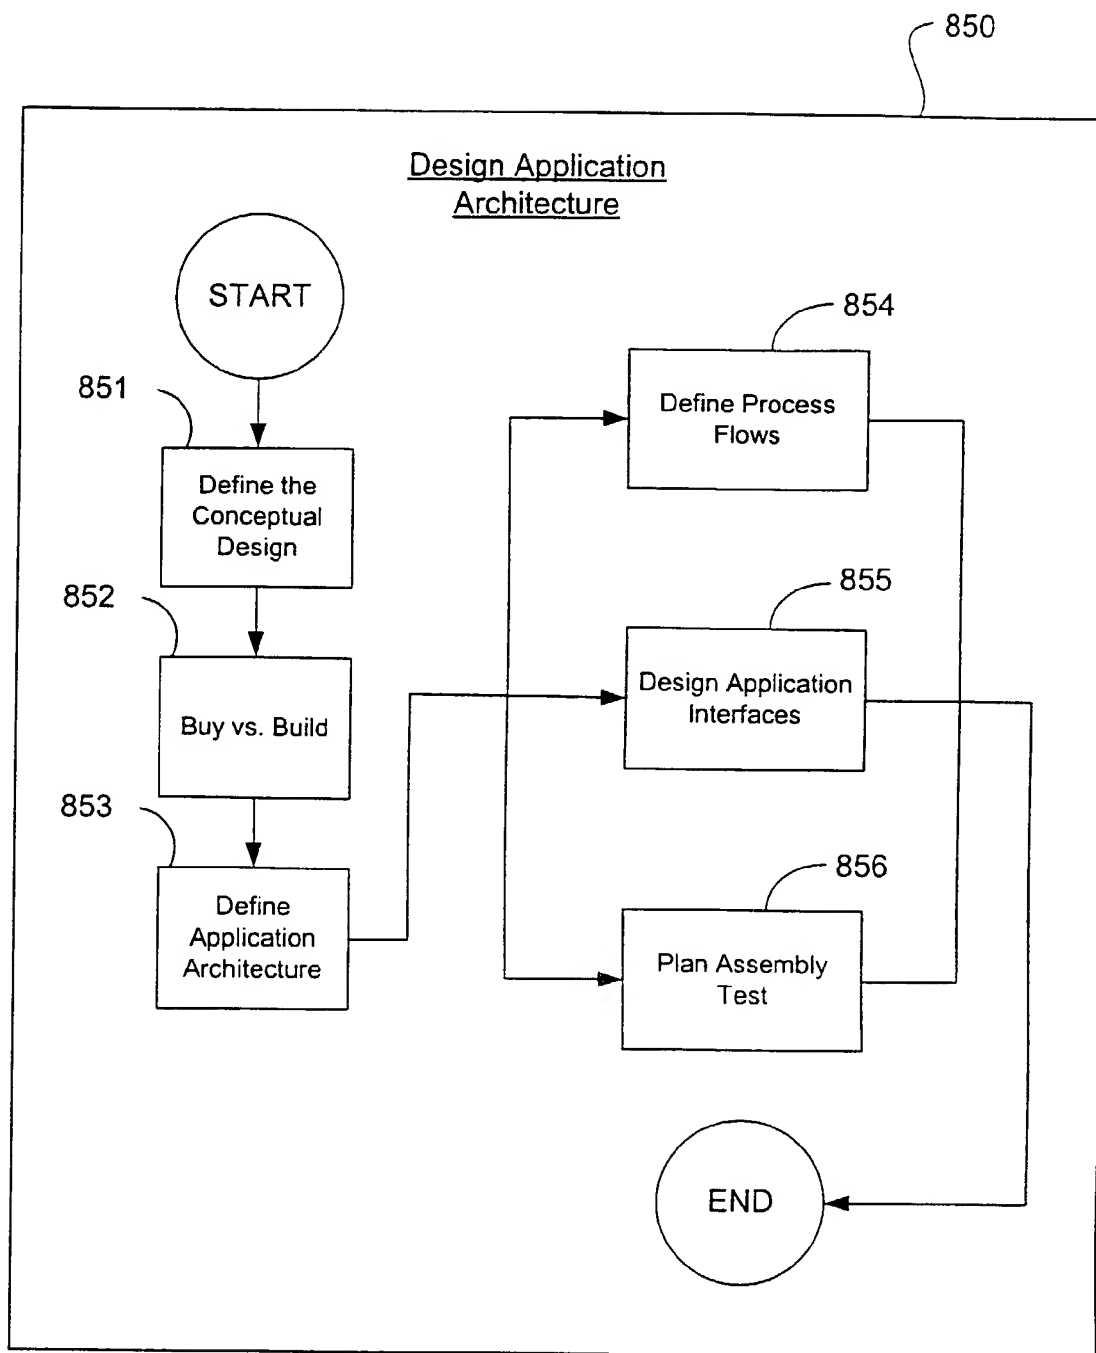 850
Design Application
Architecture
START
851
Define the
Conceptual
Design
852
Buy vs. Build
853
Define
Application
Architecture
854
Define Process
Flows
855
Design Application
Interfaces
856
Plan Assembly
Test
END